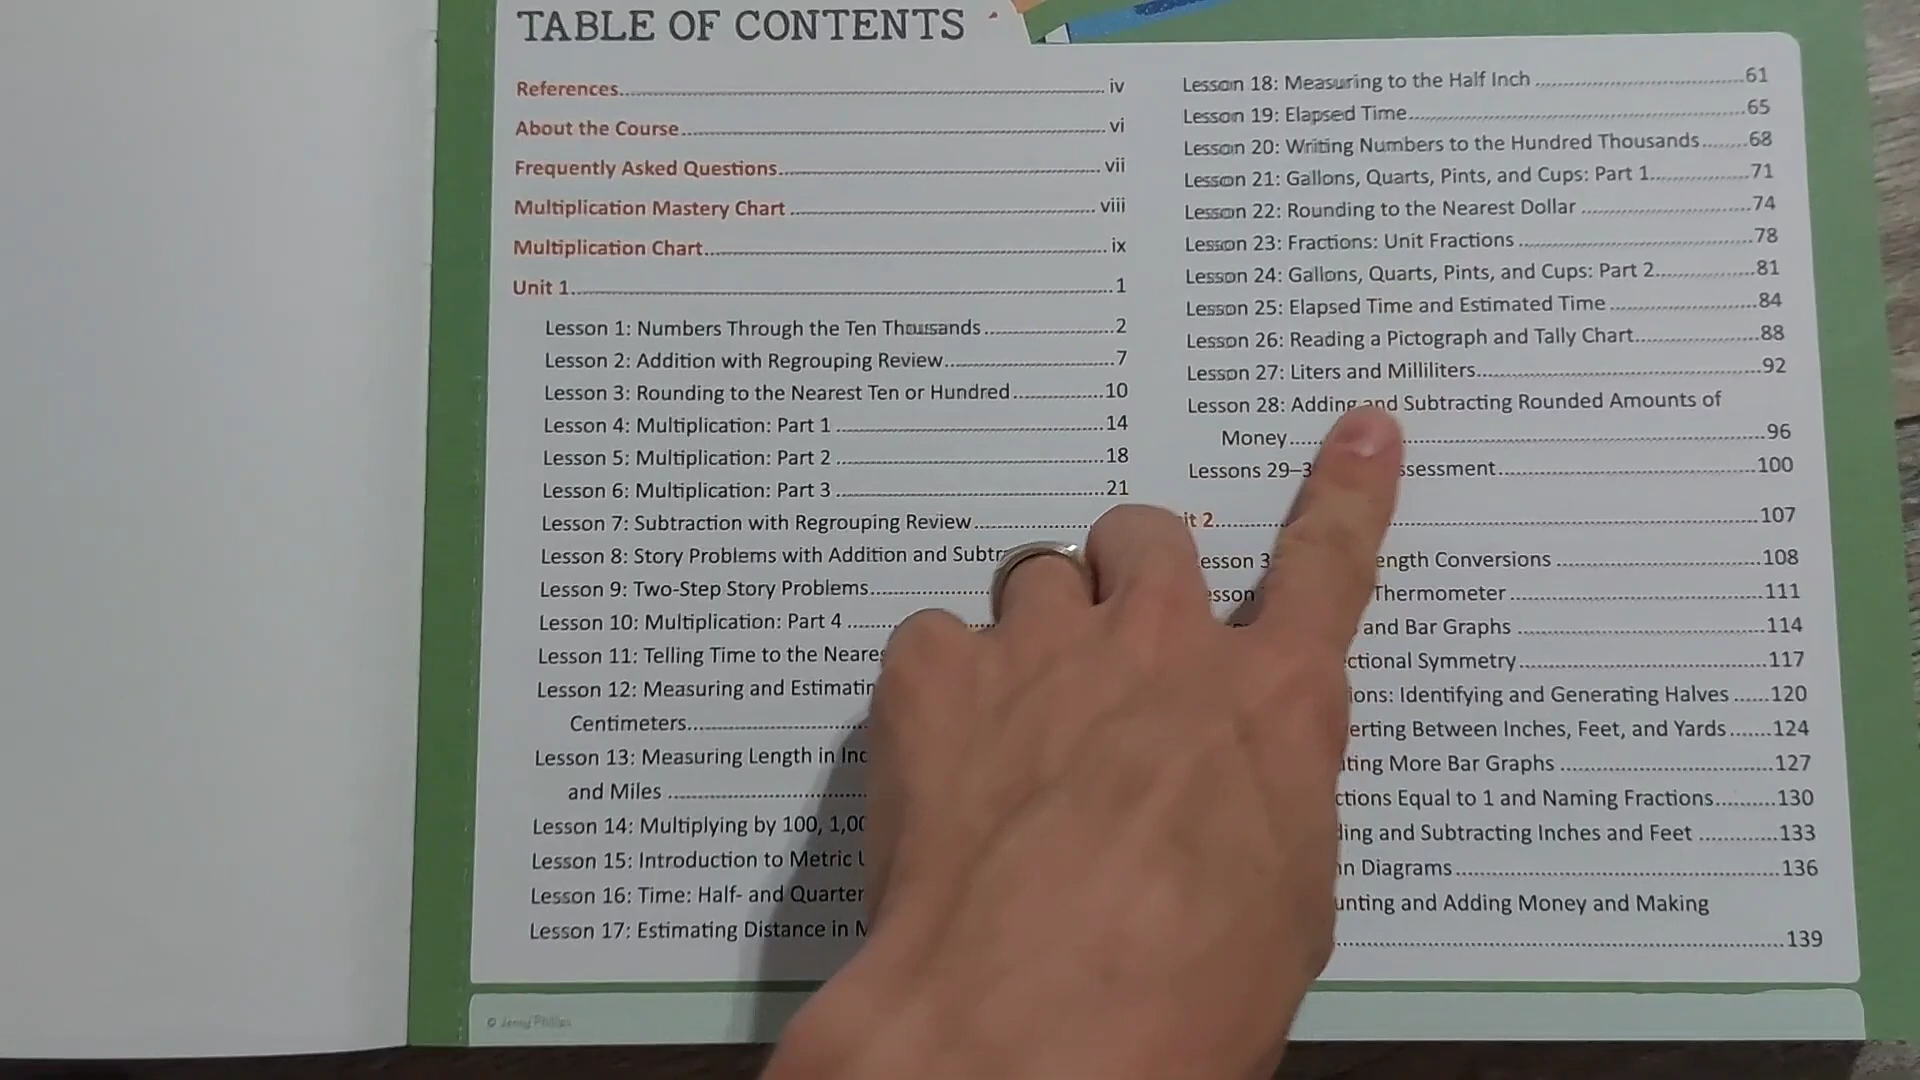 TABLE OF CONTENTS
References iv
About the Course vi
Frequently Asked Questions vii
Multiplication Mastery Chart viii
Multiplication Chart ix
Unit 1 1
Lesson 1: Numbers Through the Ten Thousands 2
Lesson 2: Addition with Regrouping Review 7
Lesson 3: Rounding to the Nearest Ten or Hundred 10
Lesson 4: Multiplication: Part 1 14
Lesson 5: Multiplication: Part 2 18
Lesson 6: Multiplication: Part 3 21
Lesson 7: Subtraction with Regrouping Review
Lesson 8: Story Problems with Addition and Subtr
Lesson 9: Two-Step Story Problems
Lesson 10: Multiplication: Part 4
Lesson 11: Telling Time to the Neares
Lesson 12: Measuring and Estimatin
Centimeters
Lesson 13: Measuring Length in Inc
and Miles
Lesson 14: Multiplying by 100, 1,00
Lesson 15: Introduction to Metric U
Lesson 16: Time: Half- and Quarter
Lesson 17: Estimating Distance in M
© Jenny Phillips
Lesson 18: Measuring to the Half Inch 61
Lesson 19: Elapsed Time 65
Lesson 20: Writing Numbers to the Hundred Thousands 68
Lesson 21: Gallons, Quarts, Pints, and Cups: Part 1 71
Lesson 22: Rounding to the Nearest Dollar 74
Lesson 23: Fractions: Unit Fractions 78
Lesson 24: Gallons, Quarts, Pints, and Cups: Part 2 81
Lesson 25: Elapsed Time and Estimated Time 84
Lesson 26: Reading a Pictograph and Tally Chart 88
Lesson 27: Liters and Milliliters 92
Lesson 28: Adding and Subtracting Rounded Amounts of
Money 96
Lessons 29–3 ssessment 100
it 2 107
esson 3 ength Conversions 108
esson Thermometer 111
and Bar Graphs 114
ctional Symmetry 117
ions: Identifying and Generating Halves 120
erting Between Inches, Feet, and Yards 124
ting More Bar Graphs 127
ctions Equal to 1 and Naming Fractions 130
ding and Subtracting Inches and Feet 133
n Diagrams 136
unting and Adding Money and Making
139